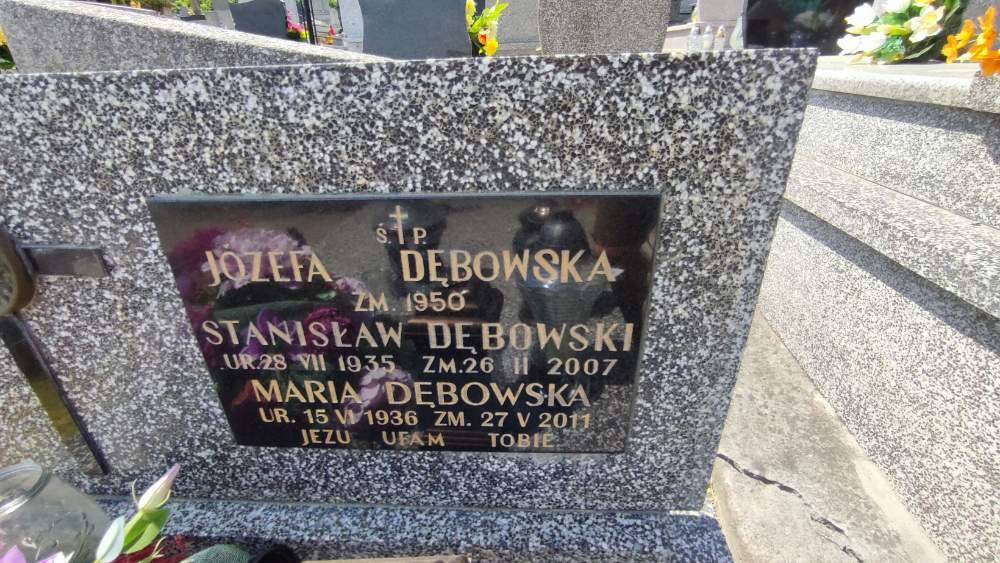 Ś. P.
JÓZEFA DĘBOWSKA
ZM. 1950
STANISŁAW DĘBOWSKI
UR. 28 VII 1935 ZM. 26 II 2007
MARIA DĘBOWSKA
UR. 15 VI 1936 ZM. 27 V 2011
JEZU UFAM TOBIE